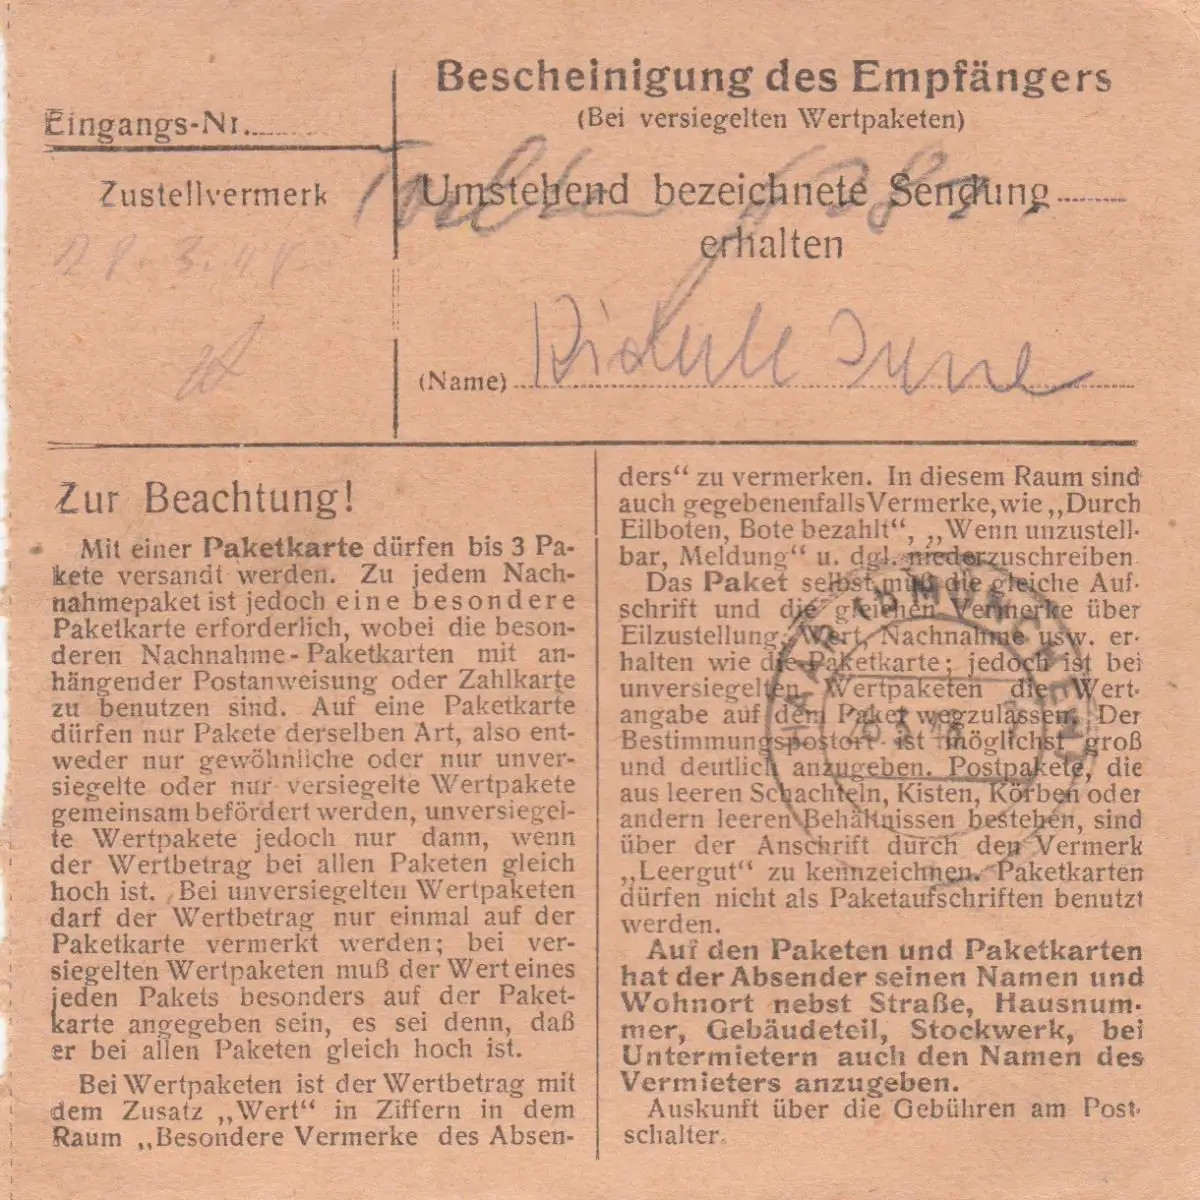 Eingangs-Nr.
Zustellvermerk
28.3.48
Bescheinigung des Empfängers
(Bei versiegelten Wertpaketen)
Umstehend bezeichnete Sendung
erhalten
(Name)
Zur Beachtung!
Mit einer Paketkarte dürfen bis 3 Pa-
kete versandt werden. Zu jedem Nach-
nahmepaket ist jedoch eine besondere
Paketkarte erforderlich, wobei die beson-
deren Nachnahme-Paketkarten mit an-
hängender Postanweisung oder Zahlkarte
zu benutzen sind. Auf eine Paketkarte
dürfen nur Pakete derselben Art, also ent-
weder nur gewöhnliche oder nur unver-
siegelte oder nur versiegelte Wertpakete
gemeinsam befördert werden, unversiegel-
te Wertpakete jedoch nur dann, wenn
der Wertbetrag bei allen Paketen gleich
hoch ist. Bei unversiegelten Wertpaketen
darf der Wertbetrag nur einmal auf der
Paketkarte vermerkt werden; bei ver-
siegelten Wertpaketen muß der Wert eines
jeden Pakets besonders auf der Paket-
karte angegeben sein, es sei denn, daß
er bei allen Paketen gleich hoch ist.
Bei Wertpaketen ist der Wertbetrag mit
dem Zusatz „Wert“ in Ziffern in dem
Raum „Besondere Vermerke des Absen-
ders“ zu vermerken. In diesem Raum sind
auch gegebenenfalls Vermerke, wie „Durch
Eilboten, Bote bezahlt“, „Wenn unzustell-
bar, Meldung“ u. dgl. niederzuschreiben
Das Paket selbst muß die gleiche Auf-
schrift und die gleichen Vermerke über
Eilzustellung, Wert, Nachnahme usw. er-
halten wie die Paketkarte; jedoch ist bei
unversiegelten Wertpaketen die Wert-
angabe auf dem Paket wegzulassen. Der
Bestimmungspostort ist möglichst groß
und deutlich anzugeben. Postpakete, die
aus leeren Schachteln, Kisten, Körben oder
andern leeren Behältnissen bestehen, sind
über der Anschrift durch den Vermerk
„Leergut“ zu kennzeichnen. Paketkarten
dürfen nicht als Paketaufschriften benutzt
werden.
Auf den Paketen und Paketkarten
hat der Absender seinen Namen und
Wohnort nebst Straße, Hausnum-
mer, Gebäudeteil, Stockwerk, bei
Untermietern auch den Namen des
Vermieters anzugeben.
Auskunft über die Gebühren am Post-
schalter.
HAAR (b) MÜNCHEN